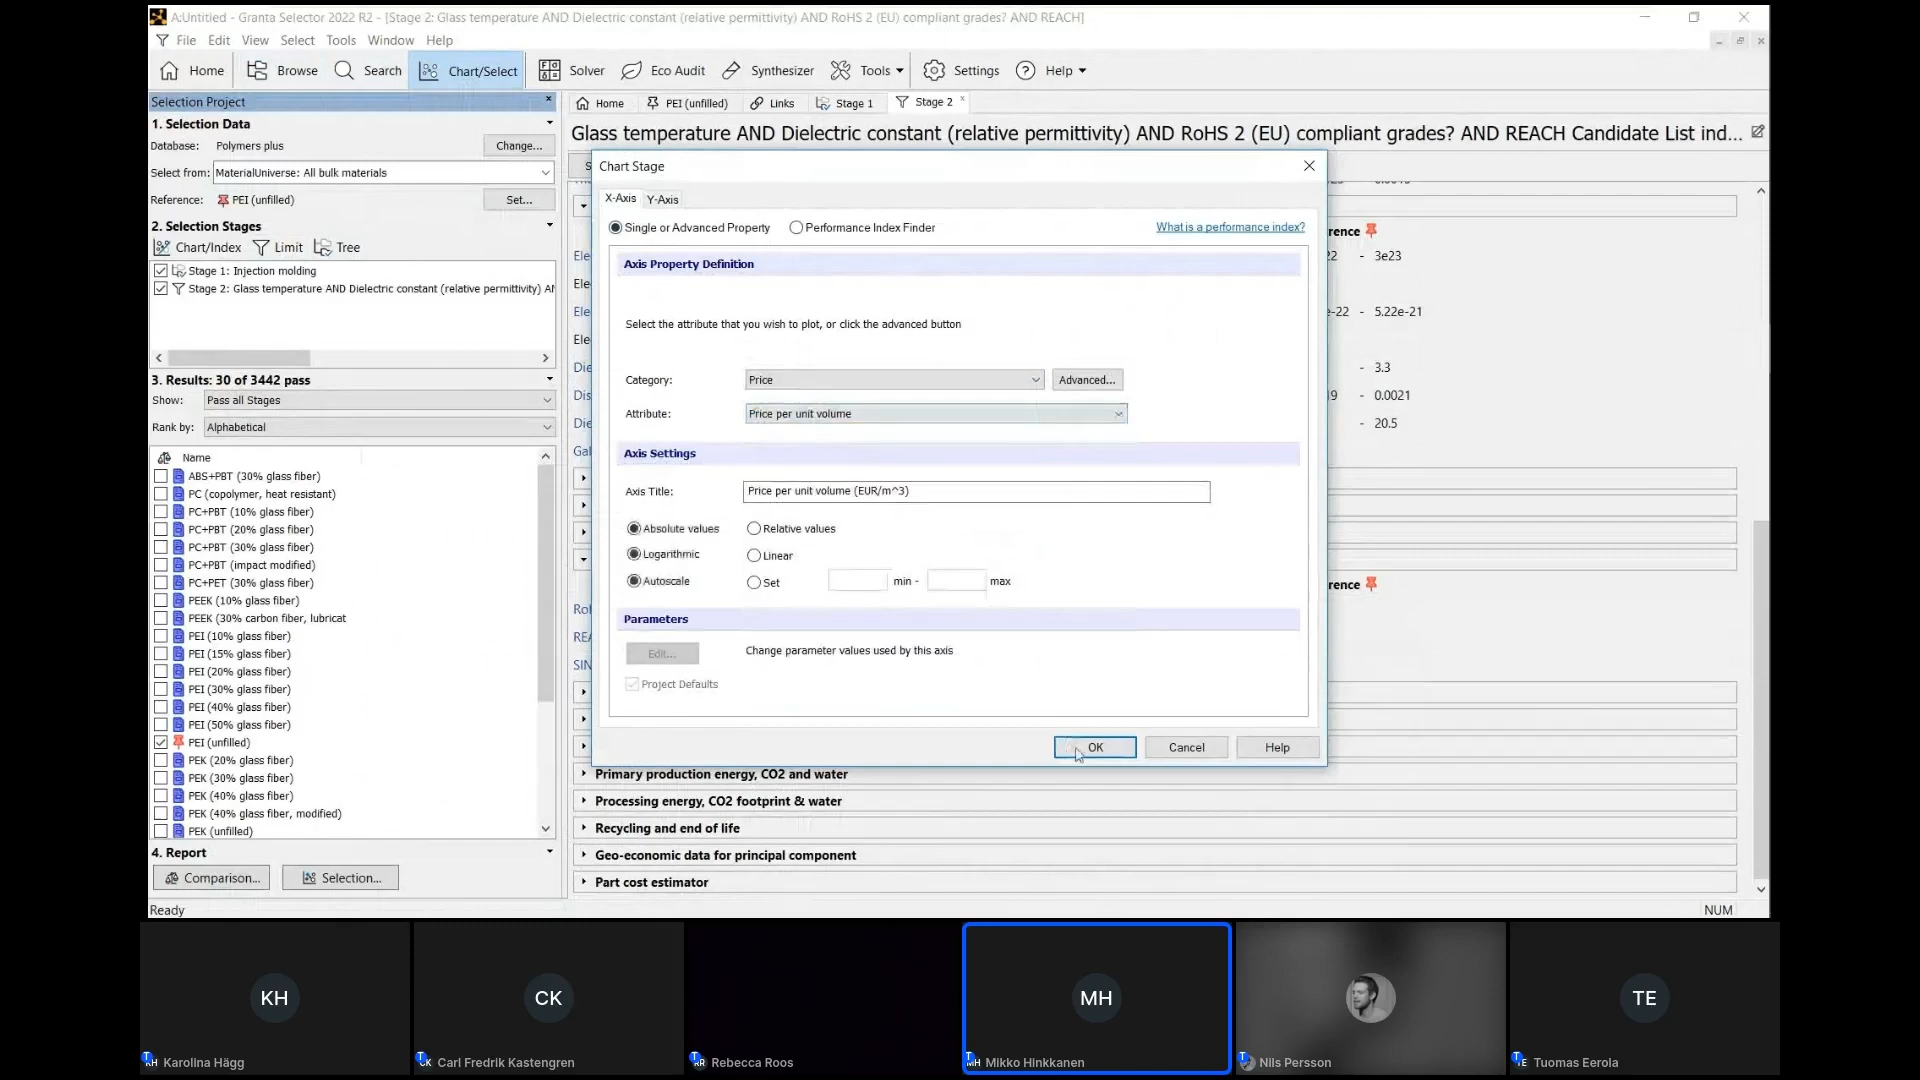 A:Untitled - Granta Selector 2022 R2 - [Stage 2: Glass temperature AND Dielectric constant (relative permittivity) AND RoHS 2 (EU) compliant grades? AND REACH]
File Edit View Select Tools Window Help
Home Browse Search Chart/Select Solver Eco Audit Synthesizer Tools Settings Help
Selection Project
1. Selection Data
Database: Polymers plus Change...
Select from: MaterialUniverse: All bulk materials
Reference: PEI (unfilled) Set...
2. Selection Stages
Chart/Index Limit Tree
Stage 1: Injection molding
Stage 2: Glass temperature AND Dielectric constant (relative permittivity) AN
3. Results: 30 of 3442 pass
Show: Pass all Stages
Rank by: Alphabetical
Name
ABS+PBT (30% glass fiber)
PC (copolymer, heat resistant)
PC+PBT (10% glass fiber)
PC+PBT (20% glass fiber)
PC+PBT (30% glass fiber)
PC+PBT (impact modified)
PC+PET (30% glass fiber)
PEEK (10% glass fiber)
PEEK (30% carbon fiber, lubricat
PEI (10% glass fiber)
PEI (15% glass fiber)
PEI (20% glass fiber)
PEI (30% glass fiber)
PEI (40% glass fiber)
PEI (50% glass fiber)
PEI (unfilled)
PEK (20% glass fiber)
PEK (30% glass fiber)
PEK (40% glass fiber)
PEK (40% glass fiber, modified)
PEK (unfilled)
4. Report
Comparison... Selection...
Ready
Home PEI (unfilled) Links Stage 1 Stage 2
Glass temperature AND Dielectric constant (relative permittivity) AND RoHS 2 (EU) compliant grades? AND REACH Candidate List ind...
Chart Stage
X-Axis Y-Axis
Single or Advanced Property Performance Index Finder What is a performance index?
Axis Property Definition
Select the attribute that you wish to plot, or click the advanced button
Category: Price Advanced...
Attribute: Price per unit volume
Axis Settings
Axis Title: Price per unit volume (EUR/m^3)
Absolute values Relative values
Logarithmic Linear
Autoscale Set min - max
Parameters
Edit... Change parameter values used by this axis
Project Defaults
OK Cancel Help
rence
22 - 3e23
e-22 - 5.22e-21
- 3.3
9 - 0.0021
- 20.5
rence
Ele
Ele
Ele
Ele
Die
Dis
Die
Gal
RoH
REA
SIN
Primary production energy, CO2 and water
Processing energy, CO2 footprint & water
Recycling and end of life
Geo-economic data for principal component
Part cost estimator
NUM
KH CK MH TE
Karolina Hägg Carl Fredrik Kastengren Rebecca Roos Mikko Hinkkanen Nils Persson Tuomas Eerola